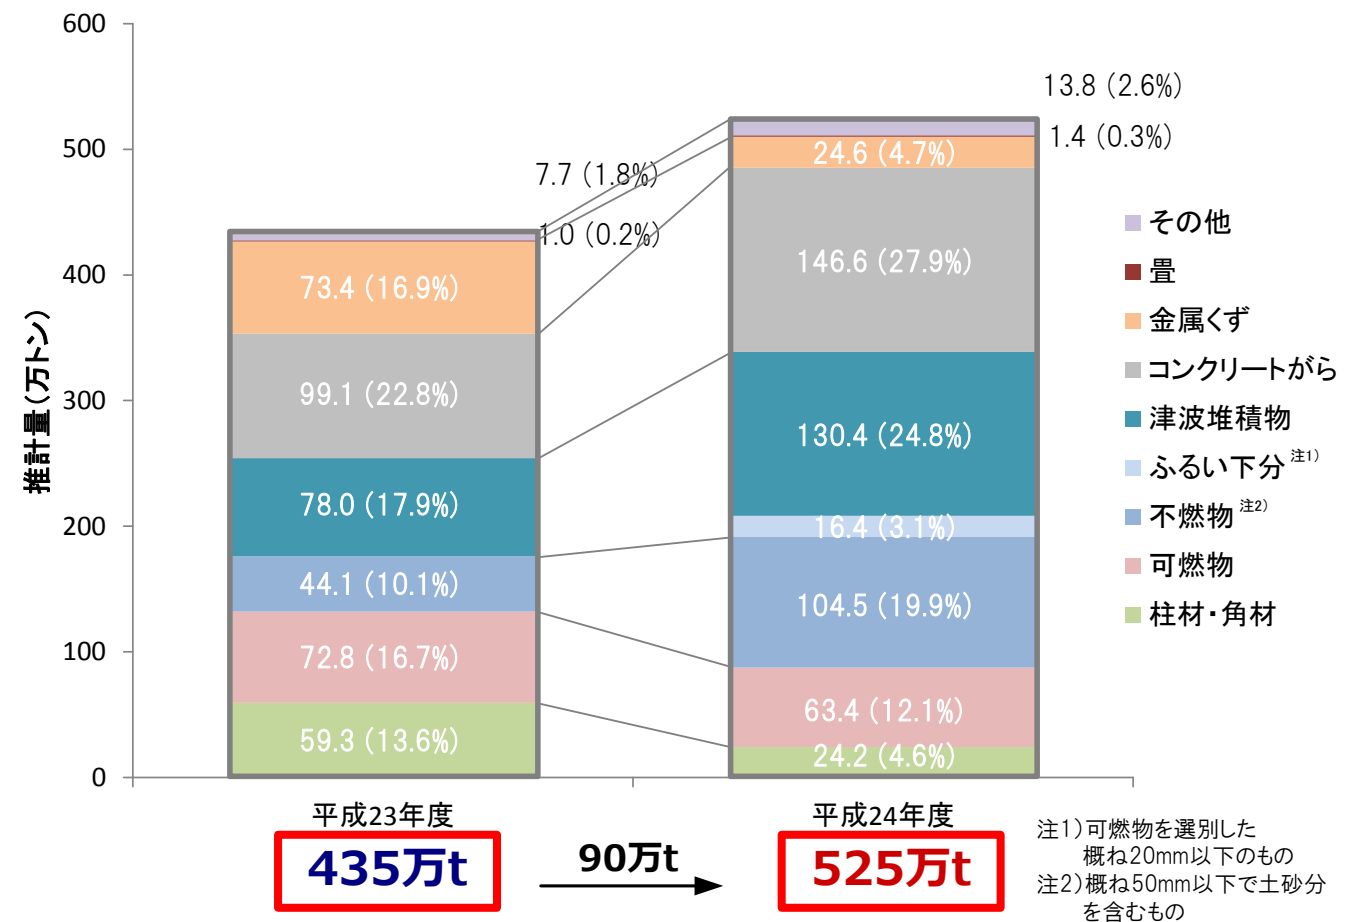 推計量(万トン)
600
500
400
300
200
100
0
7.7 (1.8%)
1.0 (0.2%)
73.4 (16.9%)
99.1 (22.8%)
78.0 (17.9%)
44.1 (10.1%)
72.8 (16.7%)
59.3 (13.6%)
13.8 (2.6%)
1.4 (0.3%)
24.6 (4.7%)
146.6 (27.9%)
130.4 (24.8%)
16.4 (3.1%)
104.5 (19.9%)
63.4 (12.1%)
24.2 (4.6%)
その他
畳
金属くず
コンクリートがら
津波堆積物
ふるい下分 注1)
不燃物 注2)
可燃物
柱材・角材
平成23年度
平成24年度
435万t
90万t
525万t
注1)可燃物を選別した
概ね20mm以下のもの
注2)概ね50mm以下で土砂分
を含むもの